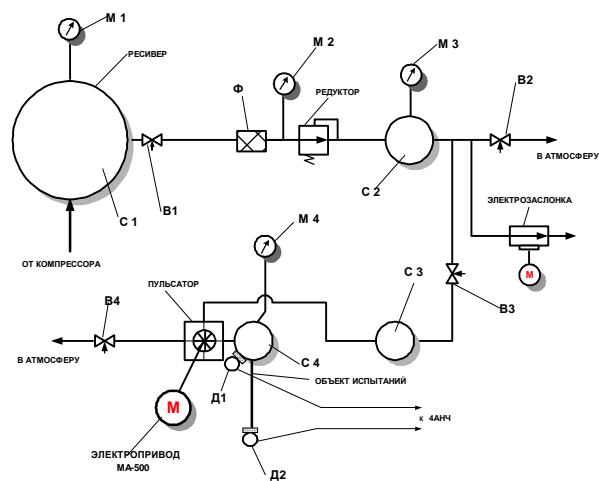 М 1
РЕСИВЕР
М 2
М 3
Ф
РЕДУКТОР
В2
В АТМОСФЕРУ
С 1
В1
С 2
ЭЛЕКТРОЗАСЛОНКА
М 4
ОТ КОМПРЕССОРА
М
С 3
В3
В4
ПУЛЬСАТОР
В АТМОСФЕРУ
С 4
ОБЪЕКТ ИСПЫТАНИЙ
Д1
М
к 4АНЧ
ЭЛЕКТРОПРИВОД
МА-500
Д2